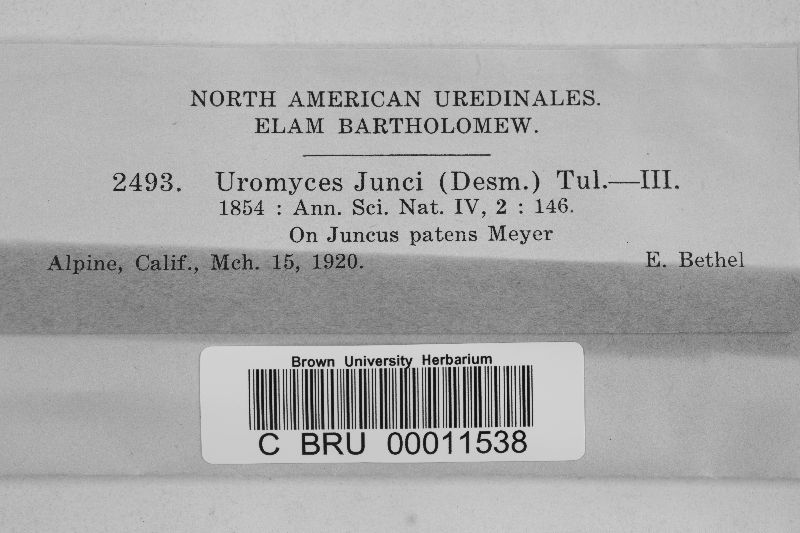 NORTH AMERICAN UREDINALES.
ELAM BARTHOLOMEW.
2493. Uromyces Junci (Desm.) Tul.—III.
1854 : Ann. Sci. Nat. IV, 2 : 146.
On Juncus patens Meyer
Alpine, Calif., Mch. 15, 1920. E. Bethel
Brown University Herbarium
C BRU 00011538